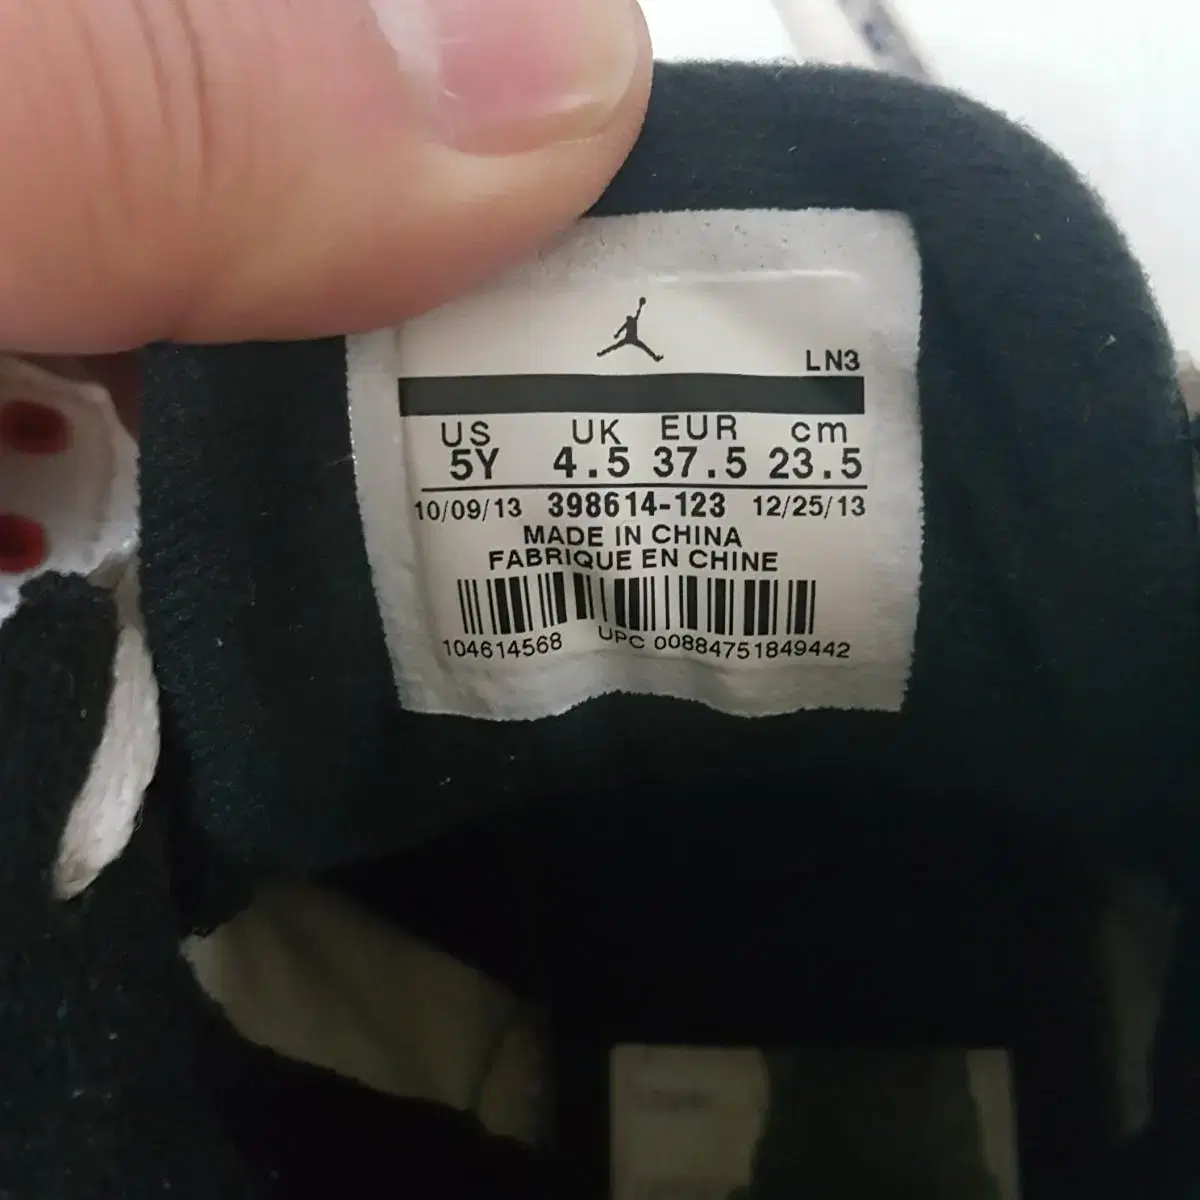 LN3
US UK EUR cm
5Y 4.5 37.5 23.5
10/09/13 398614-123 12/25/13
MADE IN CHINA
FABRIQUE EN CHINE
104614568 UPC 00884751849442